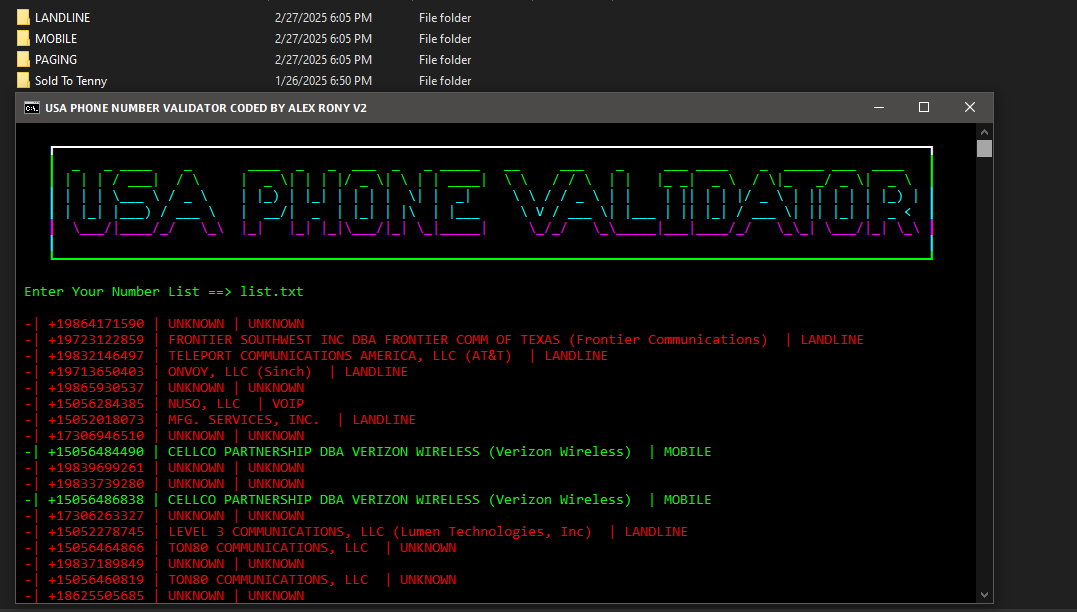 LANDLINE 2/27/2025 6:05 PM File folder
MOBILE 2/27/2025 6:05 PM File folder
PAGING 2/27/2025 6:05 PM File folder
Sold To Tenny 1/26/2025 6:50 PM File folder
USA PHONE NUMBER VALIDATOR CODED BY ALEX RONY V2
USA PHONE VALIDATOR
Enter Your Number List ==> list.txt
-| +19864171590 | UNKNOWN | UNKNOWN
-| +19723122859 | FRONTIER SOUTHWEST INC DBA FRONTIER COMM OF TEXAS (Frontier Communications) | LANDLINE
-| +19832146497 | TELEPORT COMMUNICATIONS AMERICA, LLC (AT&T) | LANDLINE
-| +19713650403 | ONVOY, LLC (Sinch) | LANDLINE
-| +19865930537 | UNKNOWN | UNKNOWN
-| +15056284385 | NUSO, LLC | VOIP
-| +15052018073 | MFG. SERVICES, INC. | LANDLINE
-| +17306946510 | UNKNOWN | UNKNOWN
-| +15056484490 | CELLCO PARTNERSHIP DBA VERIZON WIRELESS (Verizon Wireless) | MOBILE
-| +19839699261 | UNKNOWN | UNKNOWN
-| +19833739280 | UNKNOWN | UNKNOWN
-| +15056486838 | CELLCO PARTNERSHIP DBA VERIZON WIRELESS (Verizon Wireless) | MOBILE
-| +17306263327 | UNKNOWN | UNKNOWN
-| +15052278745 | LEVEL 3 COMMUNICATIONS, LLC (Lumen Technologies, Inc) | LANDLINE
-| +15056464866 | TON80 COMMUNICATIONS, LLC | UNKNOWN
-| +19837189849 | UNKNOWN | UNKNOWN
-| +15056460819 | TON80 COMMUNICATIONS, LLC | UNKNOWN
-| +18625505685 | UNKNOWN | UNKNOWN